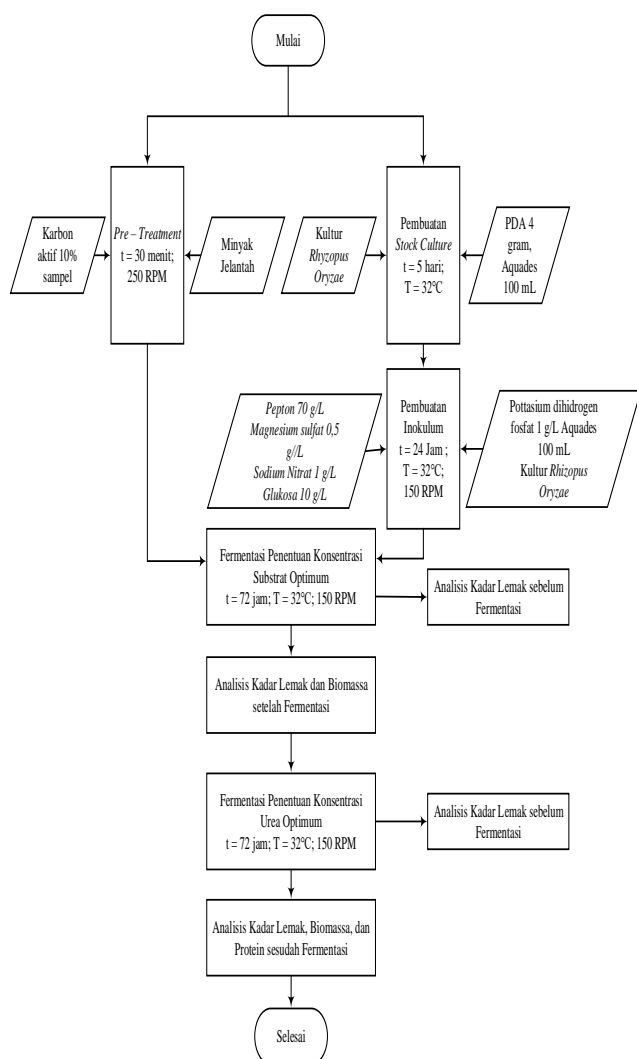 Mulai
Karbon
aktif 10%
sampel
Pre – Treatment
t = 30 menit;
250 RPM
Minyak
Jelantah
Kultur
Rhyzopus
Oryzae
Pembuatan
Stock Culture
t = 5 hari;
T = 32°C
PDA 4
gram,
Aquades
100 mL
Pepton 70 g/L
Magnesium sulfat 0,5
g//L
Sodium Nitrat 1 g/L
Glukosa 10 g/L
Pembuatan
Inokulum
t = 24 Jam ;
T = 32°C;
150 RPM
Pottasium dihidrogen
fosfat 1 g/L Aquades
100 mL
Kultur Rhizopus
Oryzae
Fermentasi Penentuan Konsentrasi
Substrat Optimum
t = 72 jam; T = 32°C; 150 RPM
Analisis Kadar Lemak sebelum
Fermentasi
Analisis Kadar Lemak dan Biomassa
setelah Fermentasi
Fermentasi Penentuan Konsentrasi
Urea Optimum
t = 72 jam; T = 32°C; 150 RPM
Analisis Kadar Lemak sebelum
Fermentasi
Analisis Kadar Lemak, Biomassa, dan
Protein sesudah Fermentasi
Selesai